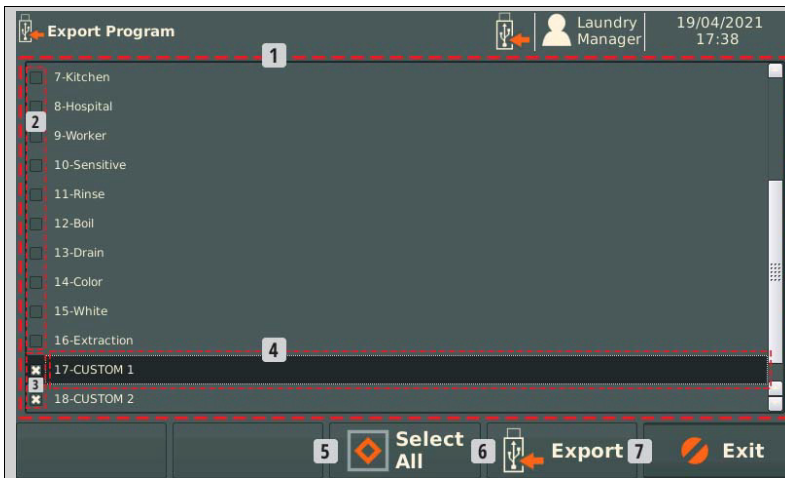 Export Program
Laundry
Manager
19/04/2021
17:38
1
7-Kitchen
8-Hospital
2
9-Worker
10-Sensitive
11-Rinse
12-Boil
13-Drain
14-Color
15-White
16-Extraction
4
17-CUSTOM 1
3
18-CUSTOM 2
5
Select
All
6
Export
7
Exit